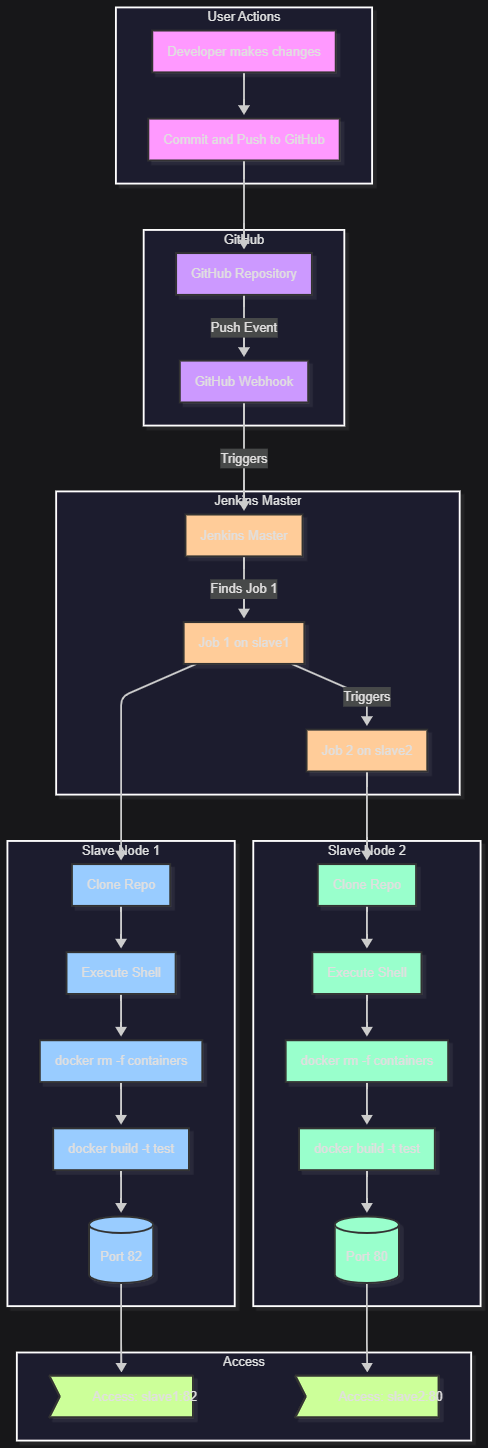 User Actions
Developer makes changes
Commit and Push to GitHub
GitHub
GitHub Repository
Push Event
GitHub Webhook
Triggers
Jenkins Master
Jenkins Master
Finds Job 1
Job 1 on slave1
Triggers
Job 2 on slave2
Slave Node 1
Clone Repo
Execute Shell
docker rm -f containers
docker build -t test
Port 82
Slave Node 2
Clone Repo
Execute Shell
docker rm -f containers
docker build -t test
Port 80
Access
Access: slave1:82
Access: slave2:80